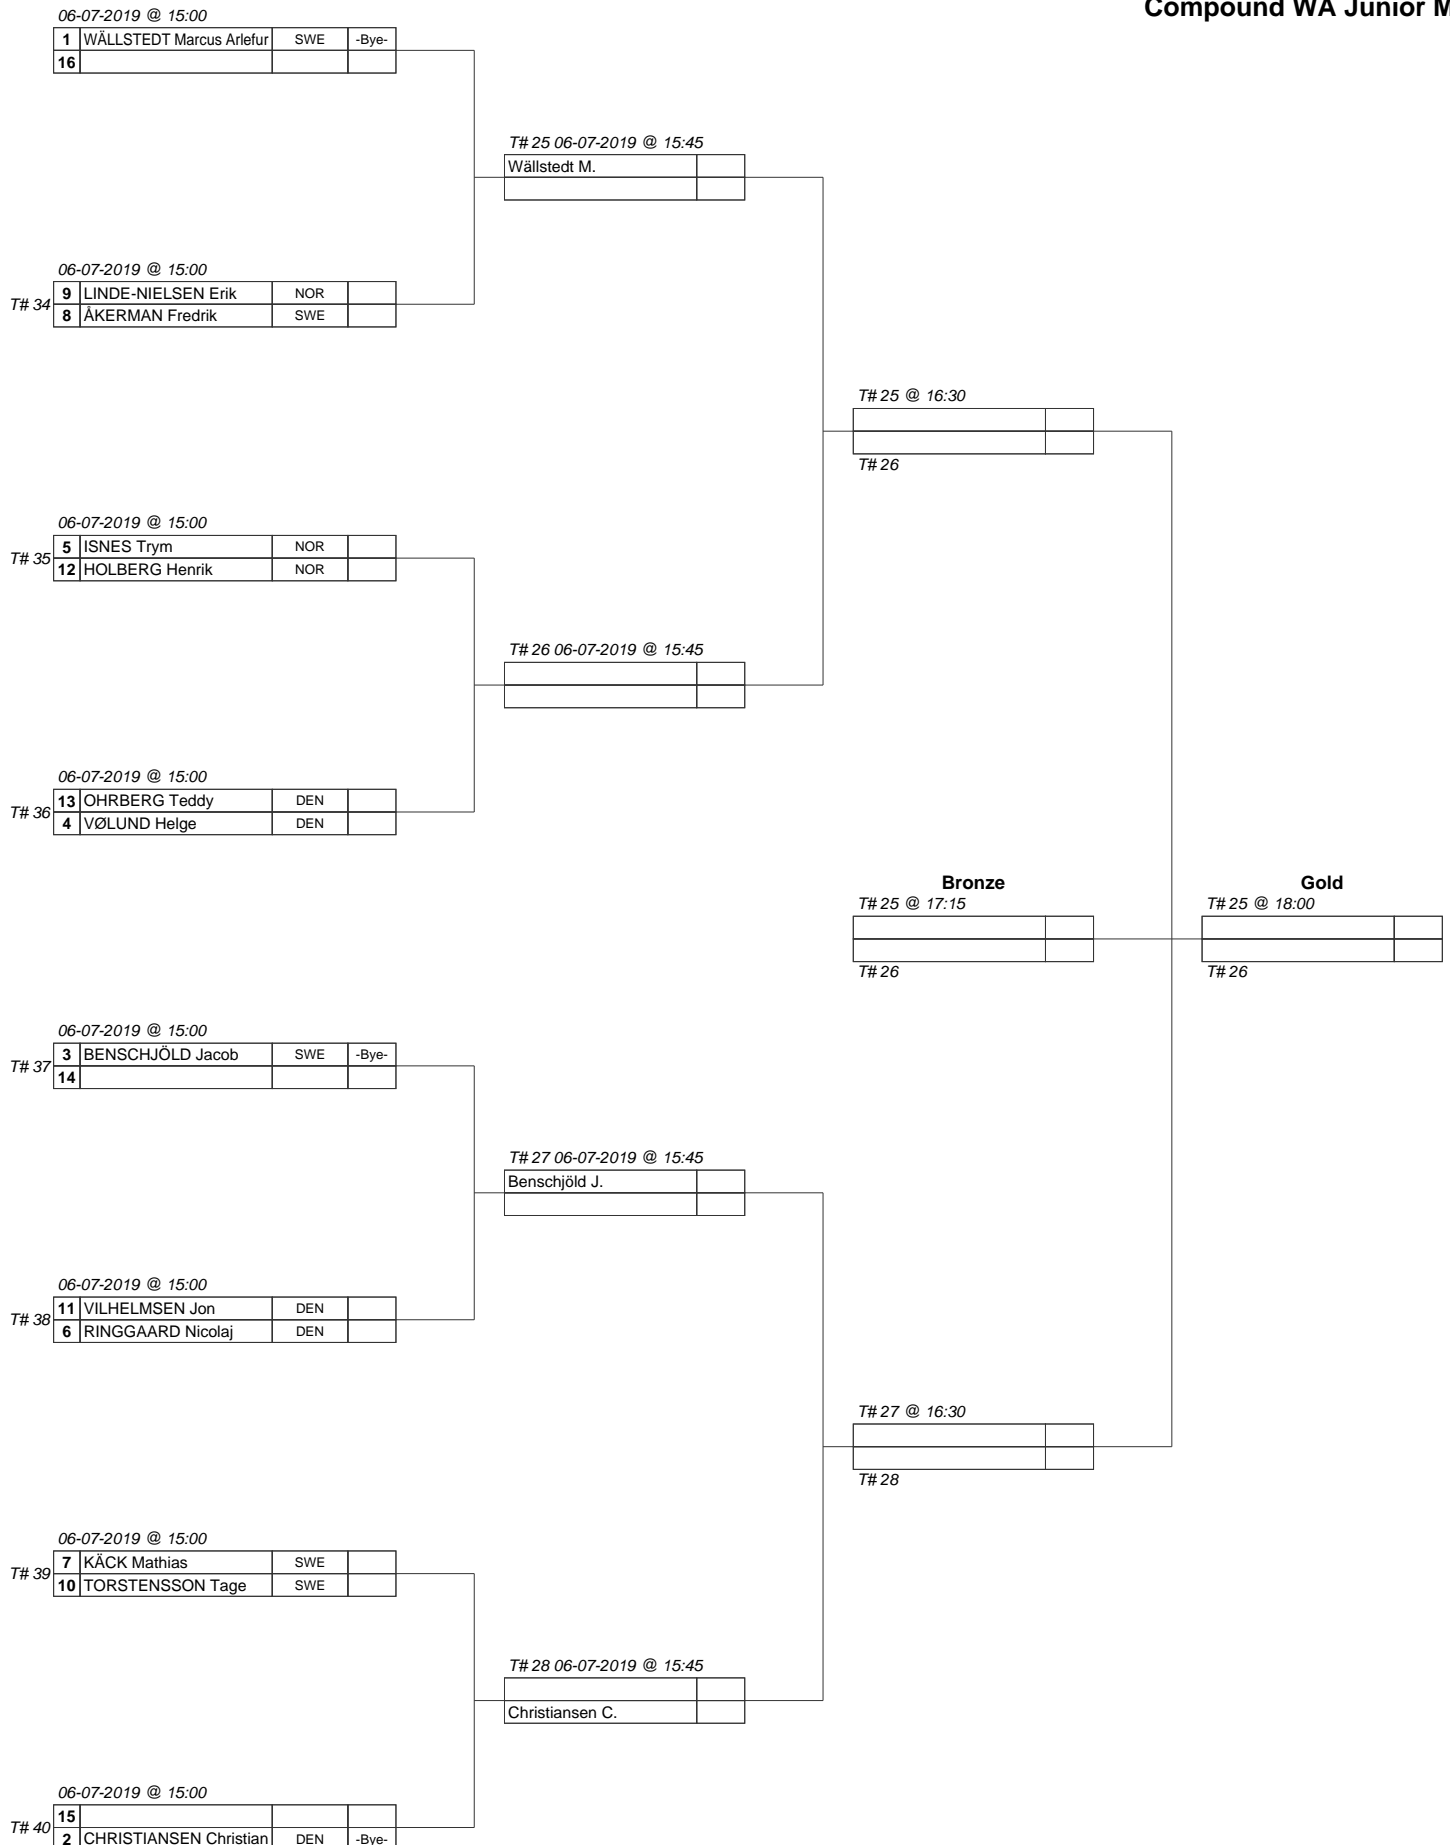 Compound WA Junior M
06-07-2019 @ 15:00
1 WÄLLSTEDT Marcus Arlefur SWE -Bye-
16
T# 25 06-07-2019 @ 15:45
Wällstedt M.
06-07-2019 @ 15:00
T# 34
9 LINDE-NIELSEN Erik NOR
8 ÅKERMAN Fredrik SWE
T# 25 @ 16:30
T# 26
06-07-2019 @ 15:00
T# 35
5 ISNES Trym NOR
12 HOLBERG Henrik NOR
T# 26 06-07-2019 @ 15:45
06-07-2019 @ 15:00
T# 36
13 OHRBERG Teddy DEN
4 VØLUND Helge DEN
Bronze
T# 25 @ 17:15
T# 26
Gold
T# 25 @ 18:00
T# 26
06-07-2019 @ 15:00
T# 37
3 BENSCHJÖLD Jacob SWE -Bye-
14
T# 27 06-07-2019 @ 15:45
Benschjöld J.
06-07-2019 @ 15:00
T# 38
11 VILHELMSEN Jon DEN
6 RINGGAARD Nicolaj DEN
T# 27 @ 16:30
T# 28
06-07-2019 @ 15:00
T# 39
7 KÄCK Mathias SWE
10 TORSTENSSON Tage SWE
T# 28 06-07-2019 @ 15:45
Christiansen C.
06-07-2019 @ 15:00
T# 40
15
2 CHRISTIANSEN Christian DEN -Bye-